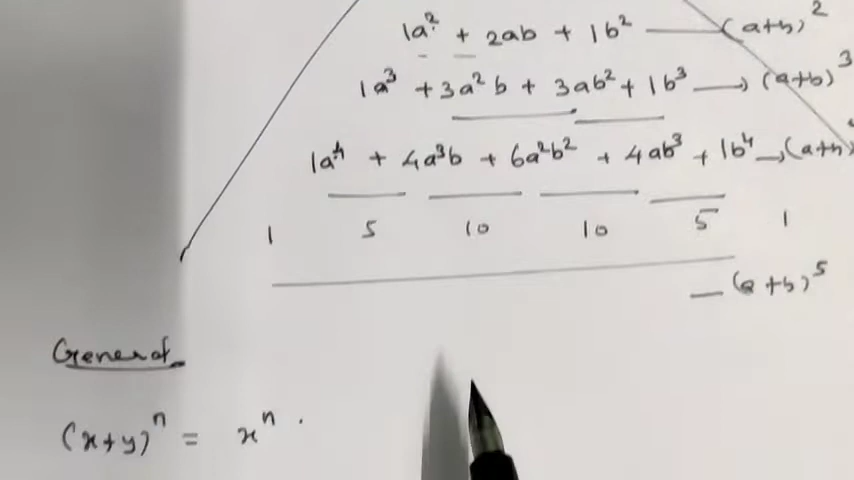 1a² + 2ab + 1b² — (a+b)²
1a³ + 3a²b + 3ab² + 1b³ → (a+b)³
1a⁴ + 4a³b + 6a²b² + 4ab³ + 1b⁴ → (a+b)
1 5 10 10 5 1
— (a+b)⁵
General
(x+y)ⁿ = xⁿ